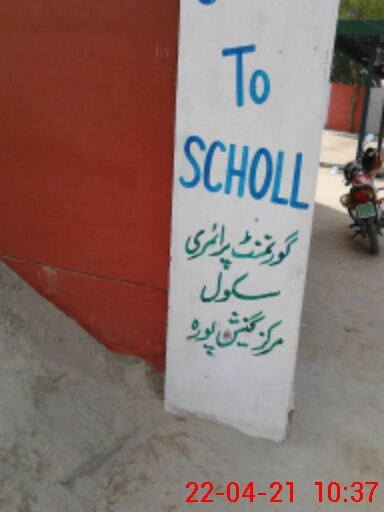 To
SCHOLL
گورنمنٹ پرائمری
سکول
مرکز گنیش پورہ
22-04-21 10:37